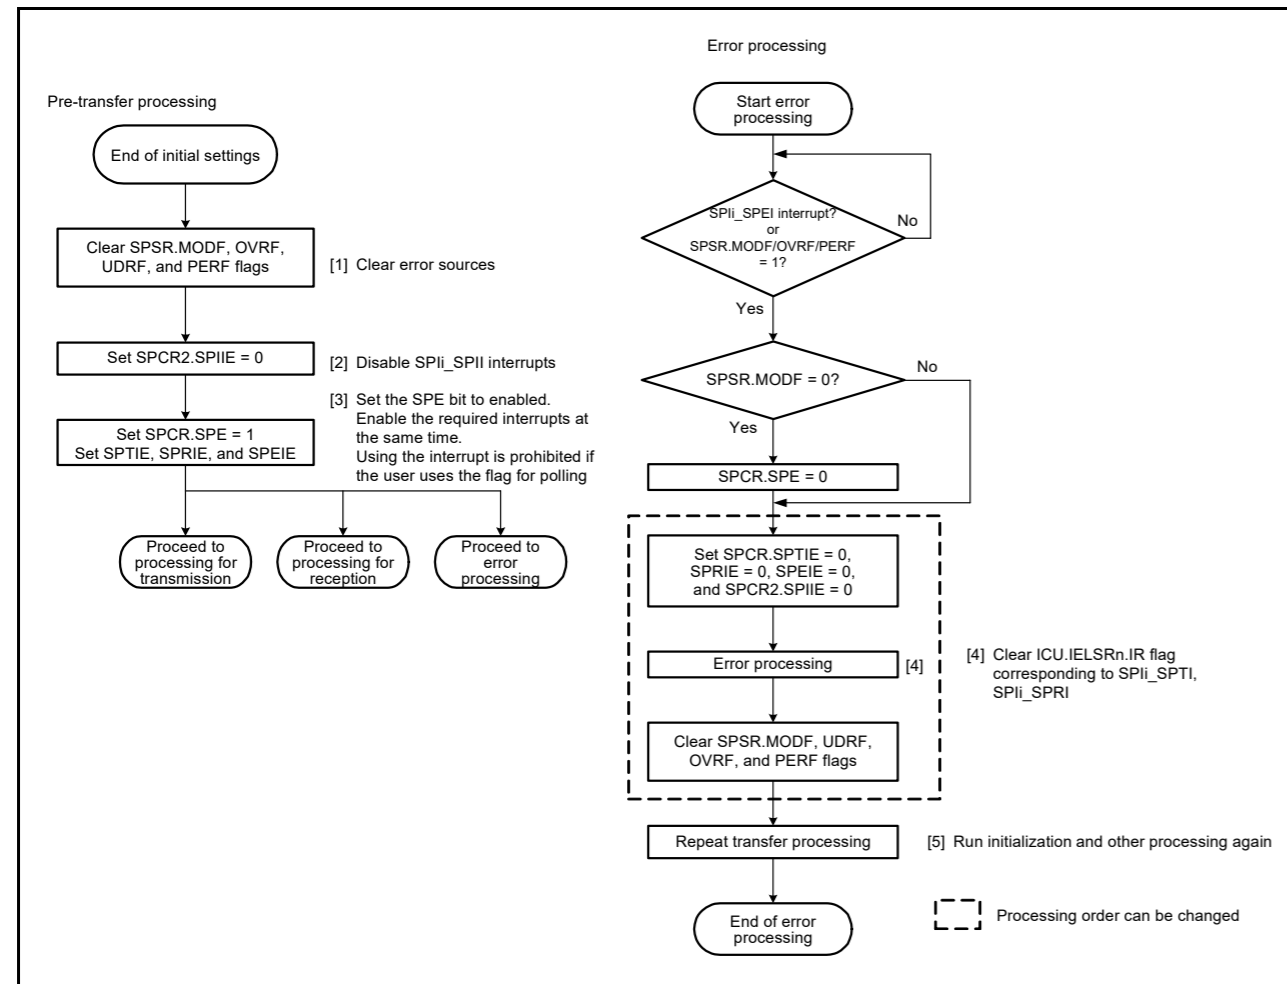 Pre-transfer processing
End of initial settings
Clear SPSR.MODF, OVRF,
UDRF, and PERF flags
[1] Clear error sources
Set SPCR2.SPIIE = 0
[2] Disable SPIi_SPII interrupts
[3] Set the SPE bit to enabled.
Enable the required interrupts at
the same time.
Using the interrupt is prohibited if
the user uses the flag for polling
Set SPCR.SPE = 1
Set SPTIE, SPRIE, and SPEIE
Proceed to
processing for
transmission
Proceed to
processing for
reception
Proceed to
error
processing
Error processing
Start error
processing
SPIi_SPEI interrupt?
or
SPSR.MODF/OVRF/PERF
= 1?
No
Yes
SPSR.MODF = 0?
No
Yes
SPCR.SPE = 0
Set SPCR.SPTIE = 0,
SPRIE = 0, SPEIE = 0,
and SPCR2.SPIIE = 0
Error processing
[4]
[4] Clear ICU.IELSRn.IR flag
corresponding to SPIi_SPTI,
SPIi_SPRI
Clear SPSR.MODF, UDRF,
OVRF, and PERF flags
Repeat transfer processing
[5] Run initialization and other processing again
End of error
processing
Processing order can be changed